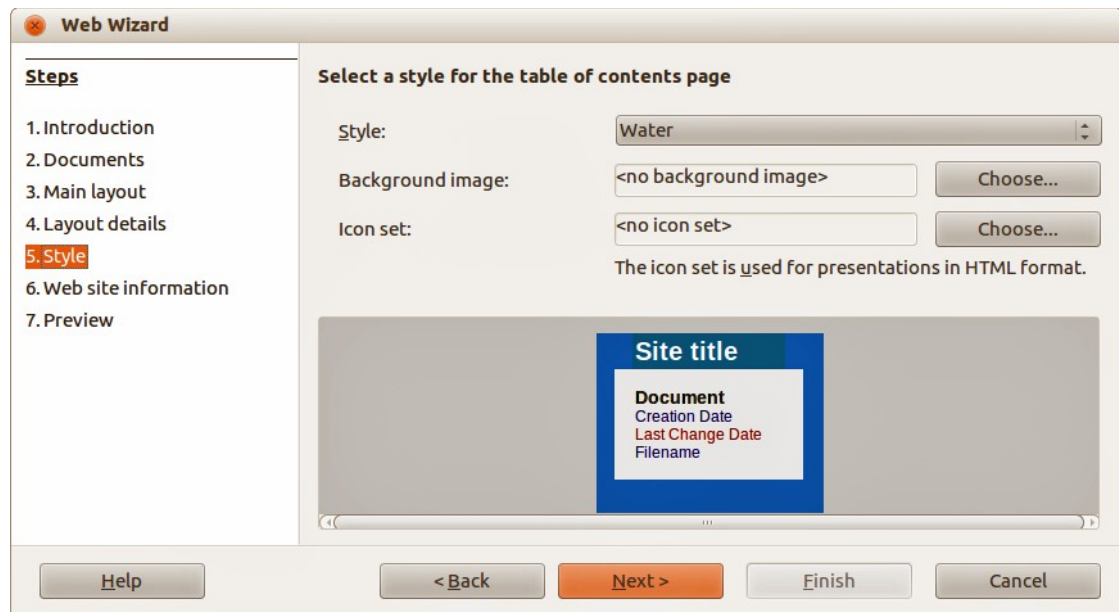 Web Wizard
Steps
1. Introduction
2. Documents
3. Main layout
4. Layout details
5. Style
6. Web site information
7. Preview
Select a style for the table of contents page
Style:
Water
Background image:
<no background image>
Choose...
Icon set:
<no icon set>
Choose...
The icon set is used for presentations in HTML format.
Site title
Document
Creation Date
Last Change Date
Filename
Help
< Back
Next >
Finish
Cancel